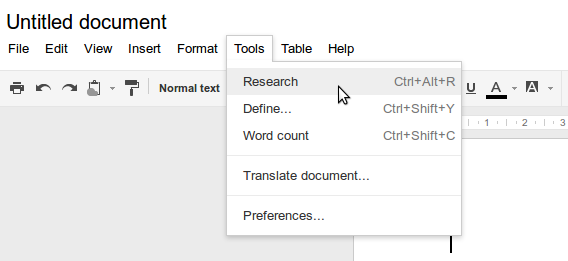 Untitled document
File Edit View Insert Format Tools Table Help
Normal text
U A A
1 2 3
Research Ctrl+Alt+R
Define... Ctrl+Shift+Y
Word count Ctrl+Shift+C
Translate document...
Preferences...